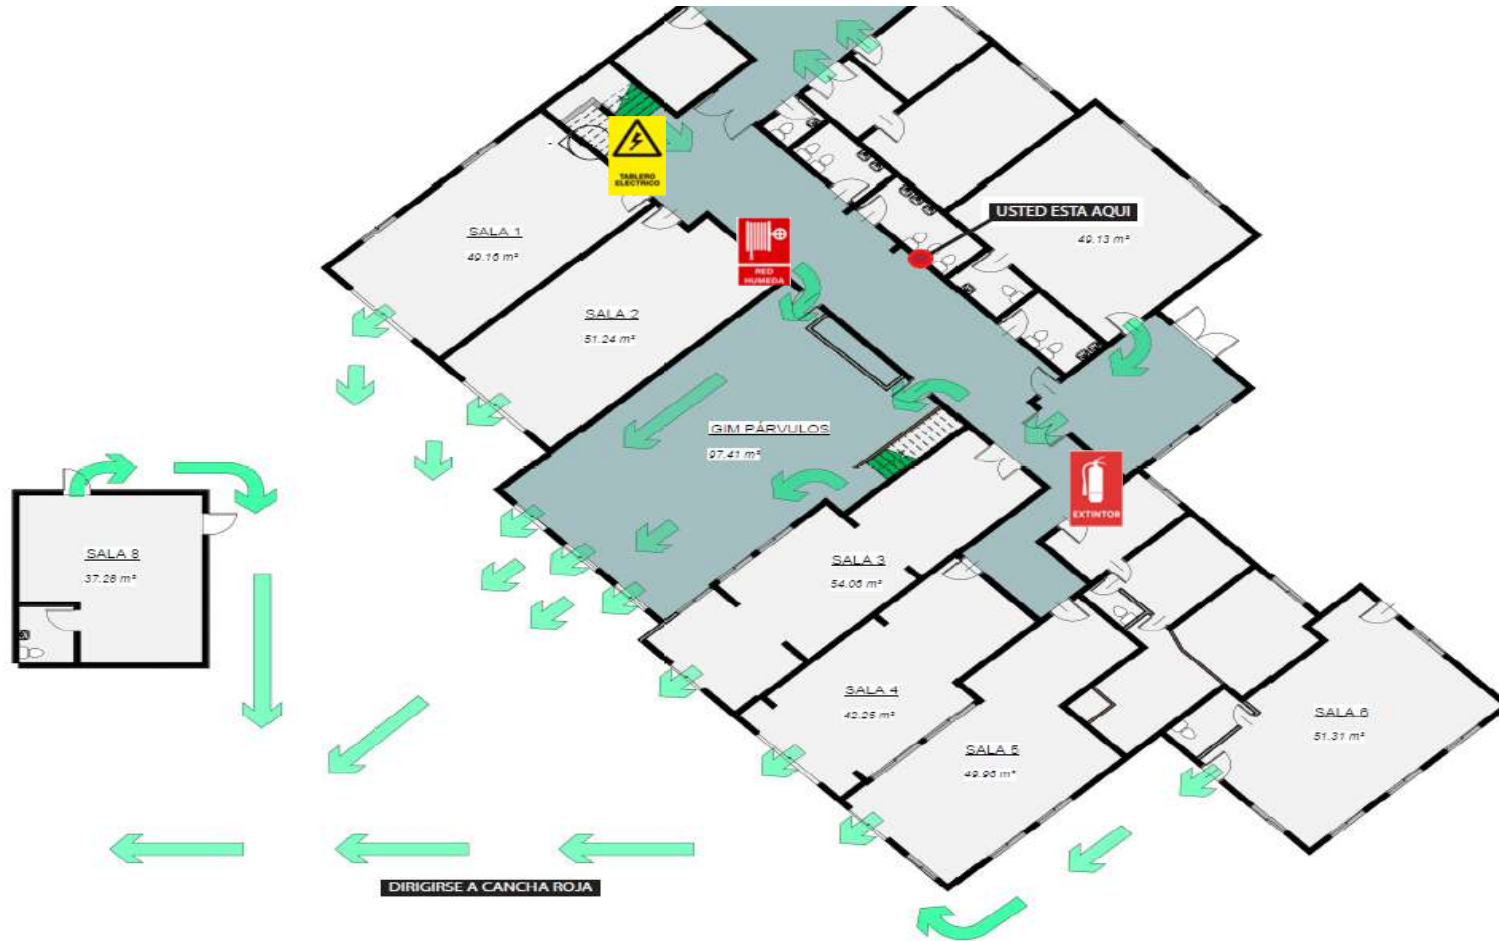 TABLERO
ELECTRICO
USTED ESTA AQUI
SALA 1
49.16 m²
RED
HUMEDA
49.13 m²
SALA 2
51.24 m²
GIM PÁRVULOS
97.41 m²
EXTINTOR
SALA 8
37.28 m²
SALA 3
54.06 m²
SALA 4
42.25 m²
SALA 5
49.96 m²
SALA 6
51.31 m²
DIRIGIRSE A CANCHA ROJA